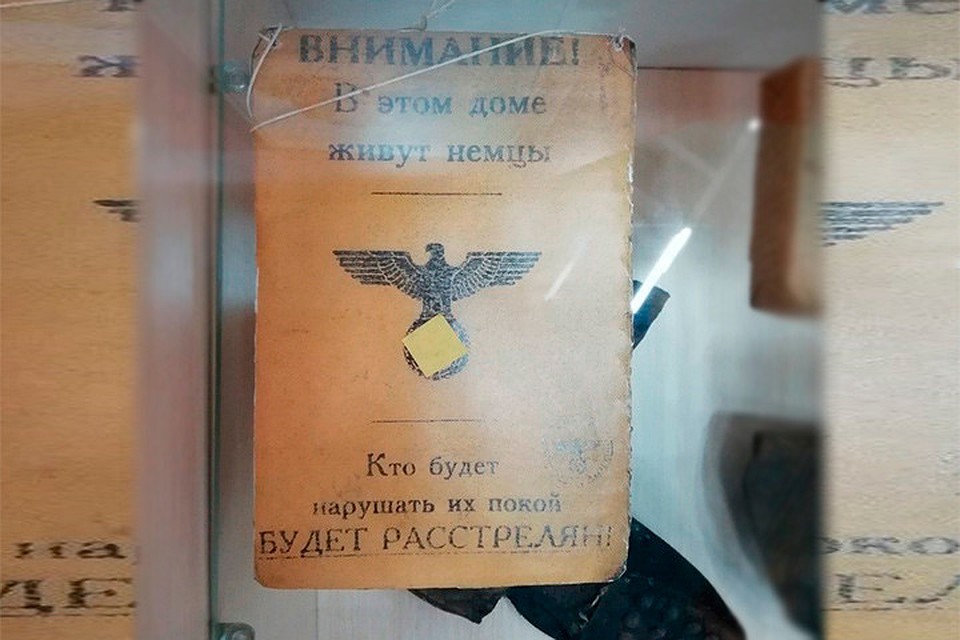 ВНИМАНИЕ!
В этом доме
живут немцы
Кто будет
нарушать их покой
БУДЕТ РАССТРЕЛЯН!